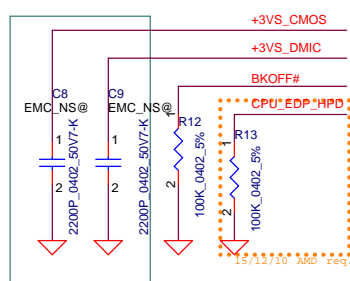 +3VS_CMOS
+3VS_DMIC
BKOFF#
CPU_EDP_HPD
C8
EMC_NS@
1
2
2200P_0402_50V7-K
C9
EMC_NS@
1
2
2200P_0402_50V7-K
R12
1
2
100K_0402_5%
R13
1
2
100K_0402_5%
15/12/10 AMD req.